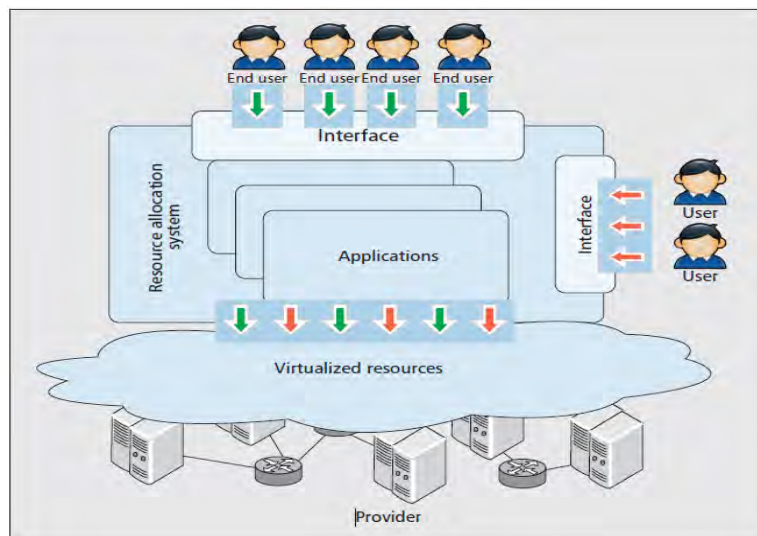 End user End user End user End user
Interface
Resource allocation
system
Applications
Interface
User
User
Virtualized resources
Provider